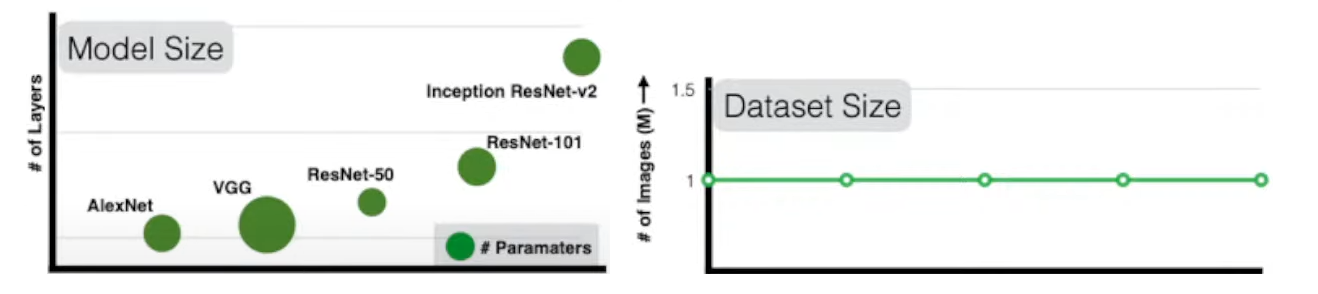 Model Size
# of Layers
Inception ResNet-v2
ResNet-101
ResNet-50
VGG
AlexNet
# Paramaters
# of Images (M)
1.5
Dataset Size
1